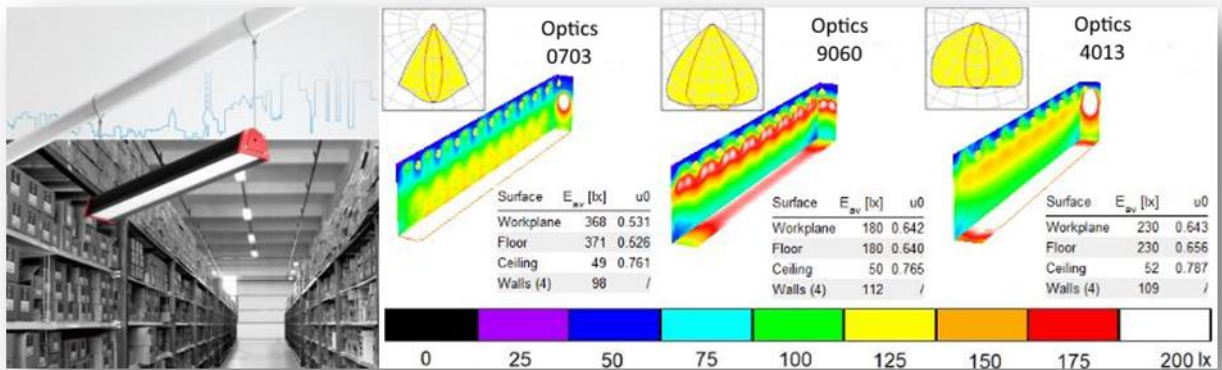 Optics
0703
Surface E_av [lx] u0
Workplane 368 0.531
Floor 371 0.526
Ceiling 49 0.761
Walls (4) 98 /
Optics
9060
Surface E_av [lx] u0
Workplane 180 0.642
Floor 180 0.640
Ceiling 50 0.765
Walls (4) 112 /
Optics
4013
Surface E_av [lx] u0
Workplane 230 0.643
Floor 230 0.656
Ceiling 52 0.787
Walls (4) 109 /
0 25 50 75 100 125 150 175 200 lx